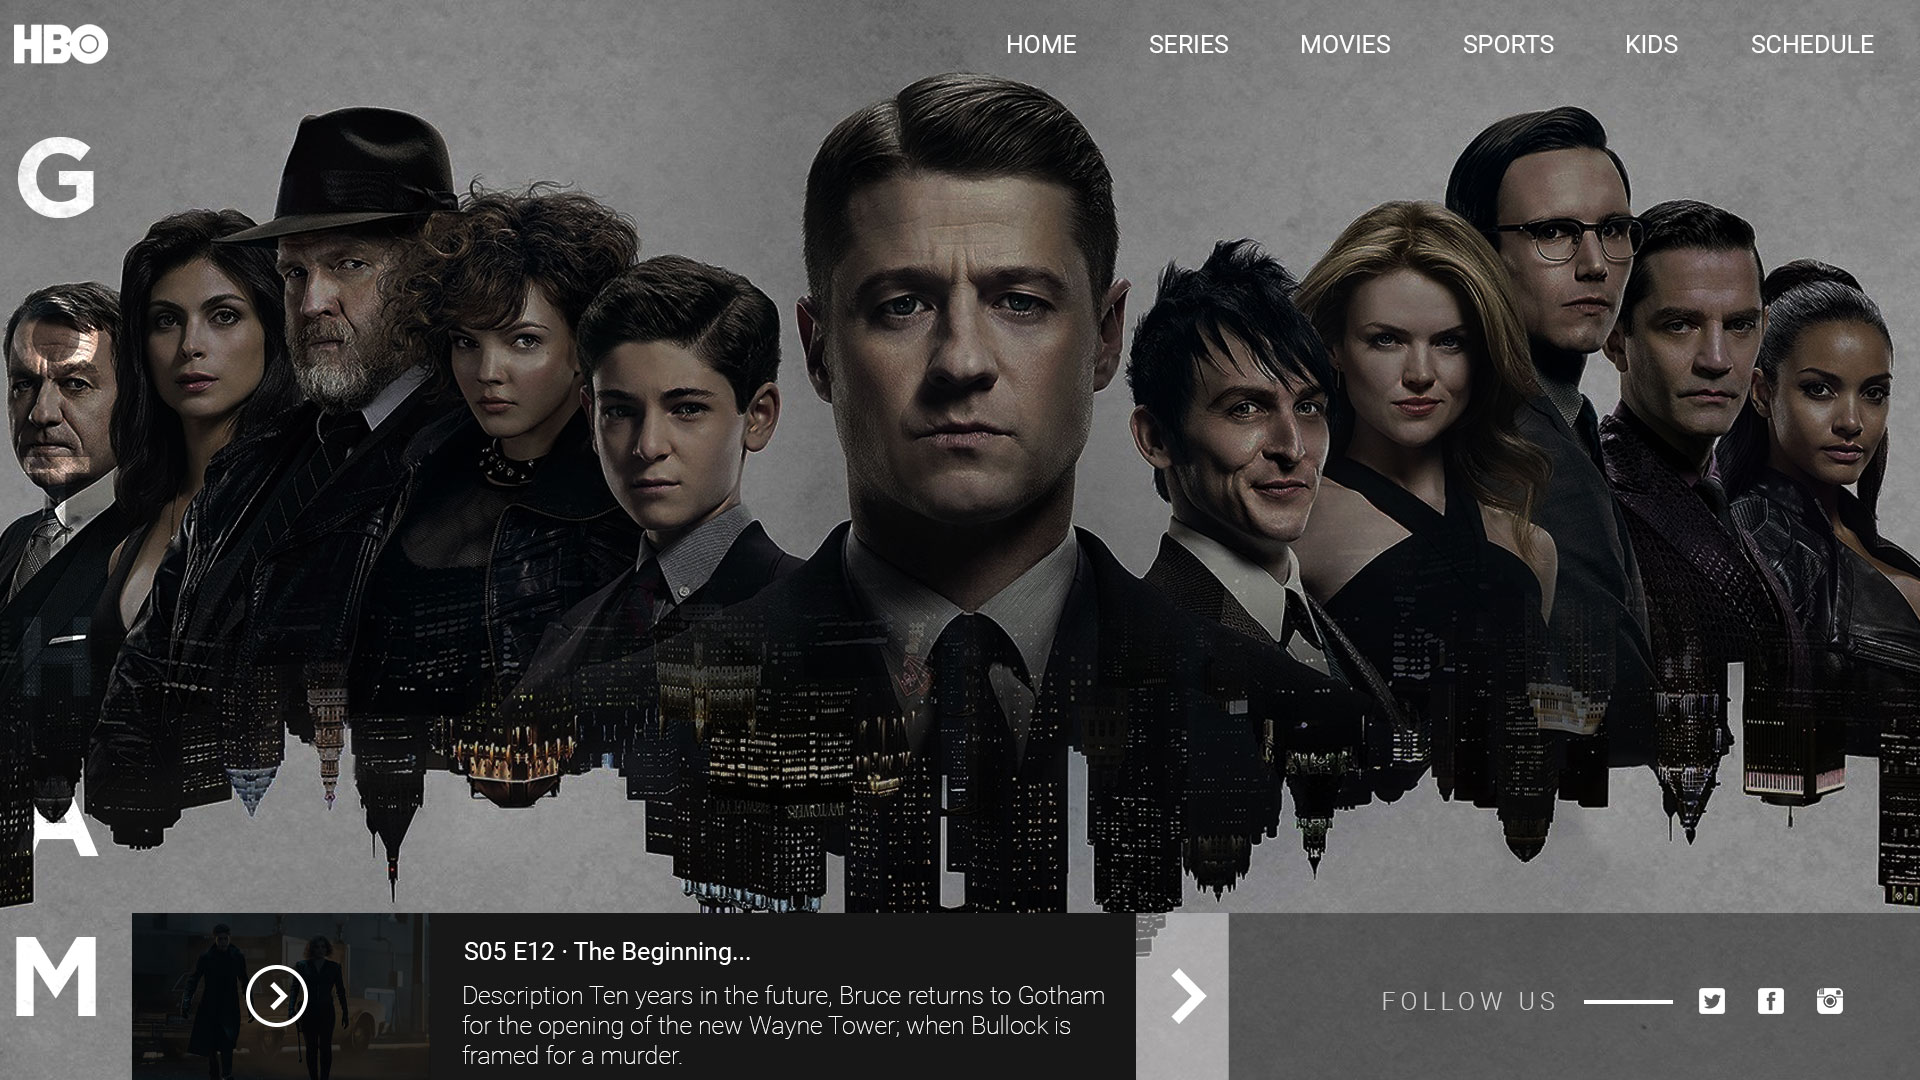 HBO
HOME
SERIES
MOVIES
SPORTS
KIDS
SCHEDULE
G
H
A
M
S05 E12 · The Beginning...
Description Ten years in the future, Bruce returns to Gotham
for the opening of the new Wayne Tower; when Bullock is
framed for a murder.
FOLLOW US